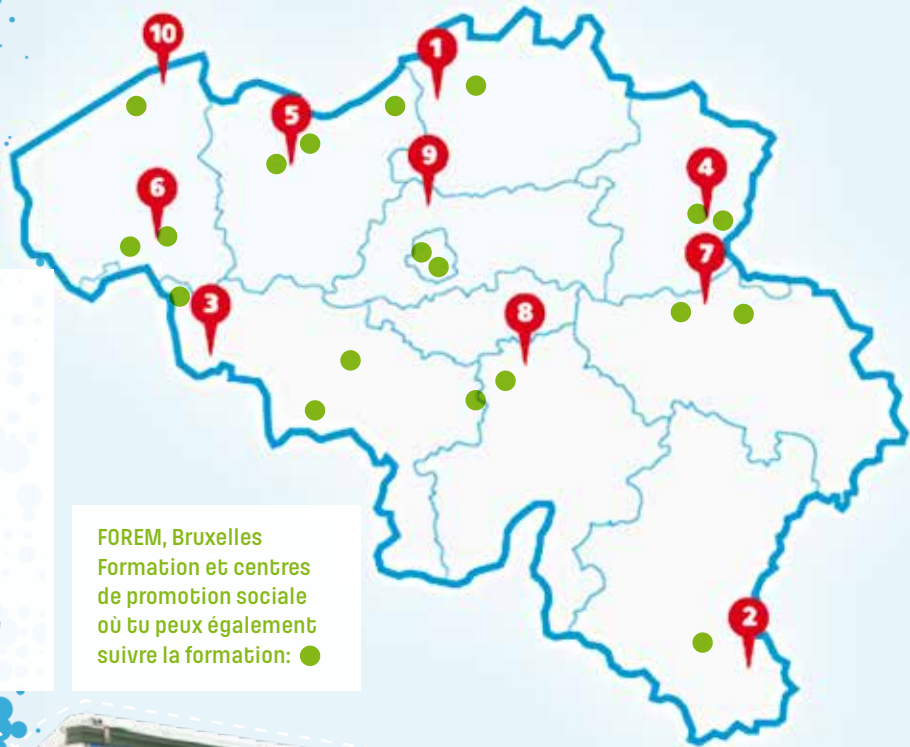 10
1
5
9
4
6
7
3
8
FOREM, Bruxelles
Formation et centres
de promotion sociale
où tu peux également
suivre la formation:
2